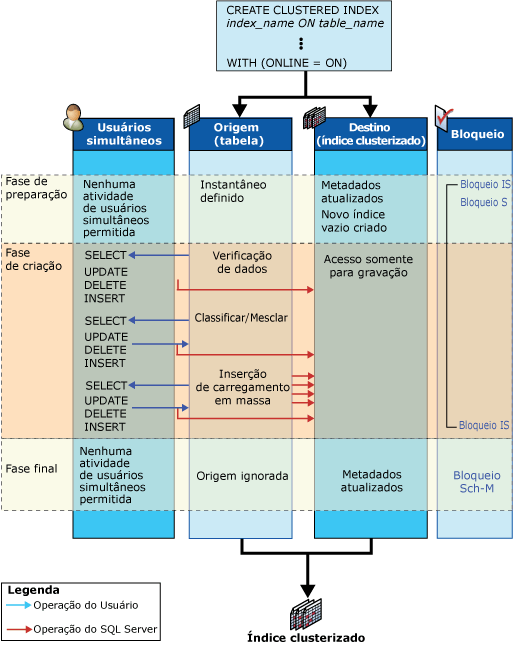 CREATE CLUSTERED INDEX
index_name ON table_name
WITH (ONLINE = ON)
Usuários
simultâneos
Origem
(tabela)
Destino
(índice clusterizado)
Bloqueio
Fase de
preparação
Nenhuma
atividade
de usuários
simultâneos
permitida
Instantâneo
definido
Metadados
atualizados
Novo índice
vazio criado
Bloqueio IS
Bloqueio S
Fase
de criação
SELECT
UPDATE
DELETE
INSERT
Verificação
de dados
Acesso somente
para gravação
SELECT
UPDATE
DELETE
INSERT
Classificar/Mesclar
SELECT
UPDATE
DELETE
INSERT
Inserção
de carregamento
em massa
Bloqueio IS
Fase final
Nenhuma
atividade
de usuários
simultâneos
permitida
Origem ignorada
Metadados
atualizados
Bloqueio
Sch-M
Legenda
Operação do Usuário
Operação do SQL Server
Índice clusterizado